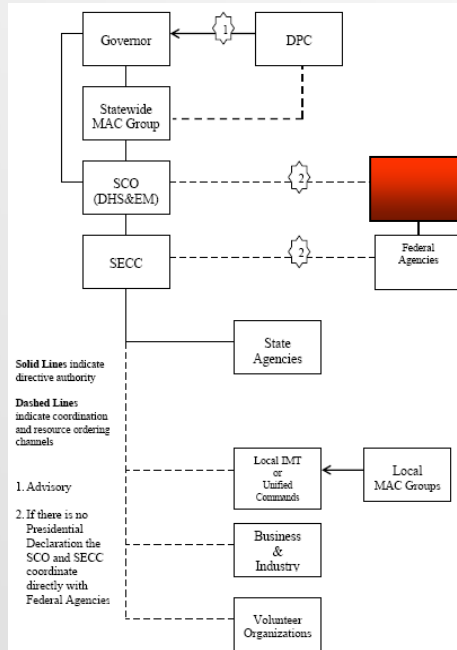 Governor
1
DPC
Statewide
MAC Group
SCO
(DHS&EM)
2
SECC
2
Federal
Agencies
State
Agencies
Solid Lines indicate
directive authority
Dashed Lines
indicate coordination
and resource ordering
channels
1. Advisory
2. If there is no
Presidential
Declaration the
SCO and SECC
coordinate
directly with
Federal Agencies
Local IMT
or
Unified
Commands
Local
MAC Groups
Business
&
Industry
Volunteer
Organizations